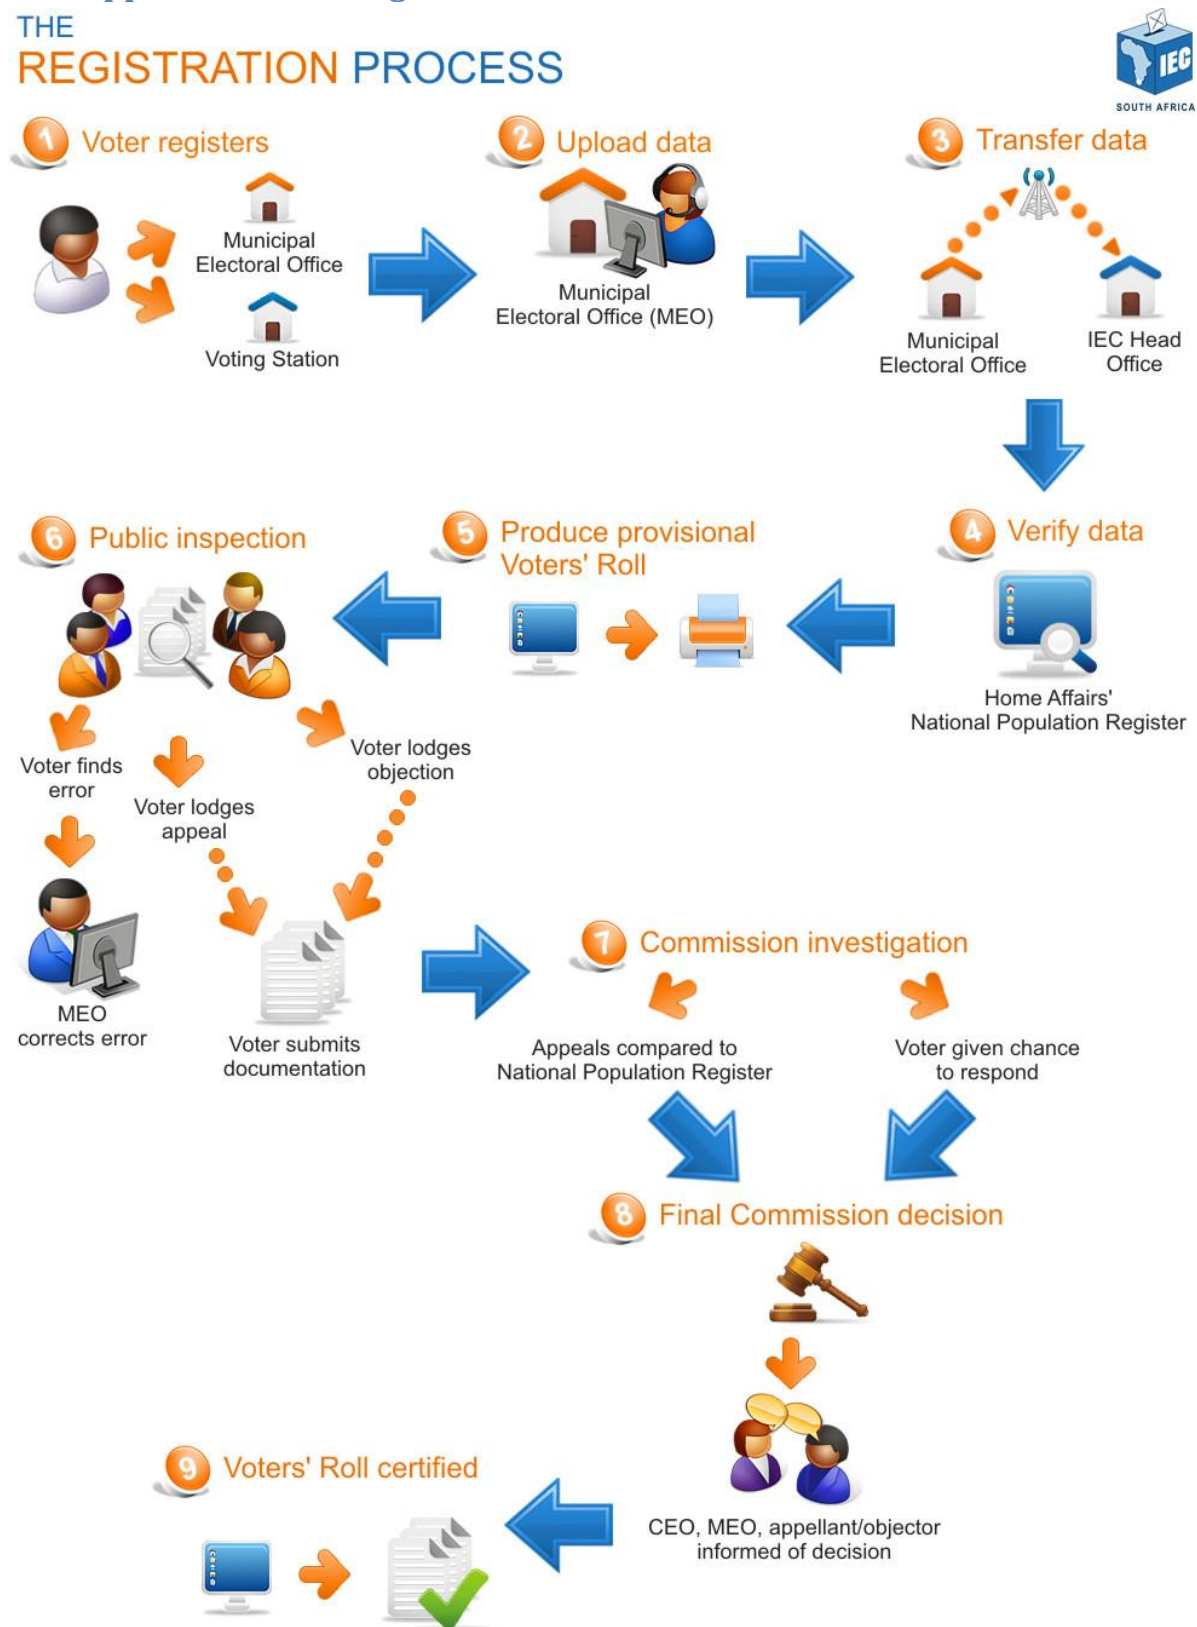 THE
REGISTRATION PROCESS
IEC
SOUTH AFRICA
1 Voter registers
Municipal
Electoral Office
Voting Station
2 Upload data
Municipal
Electoral Office (MEO)
3 Transfer data
Municipal
Electoral Office
IEC Head
Office
4 Verify data
Home Affairs'
National Population Register
5 Produce provisional
Voters' Roll
6 Public inspection
Voter finds
error
MEO
corrects error
Voter lodges
appeal
Voter lodges
objection
Voter submits
documentation
7 Commission investigation
Appeals compared to
National Population Register
Voter given chance
to respond
8 Final Commission decision
CEO, MEO, appellant/objector
informed of decision
9 Voters' Roll certified